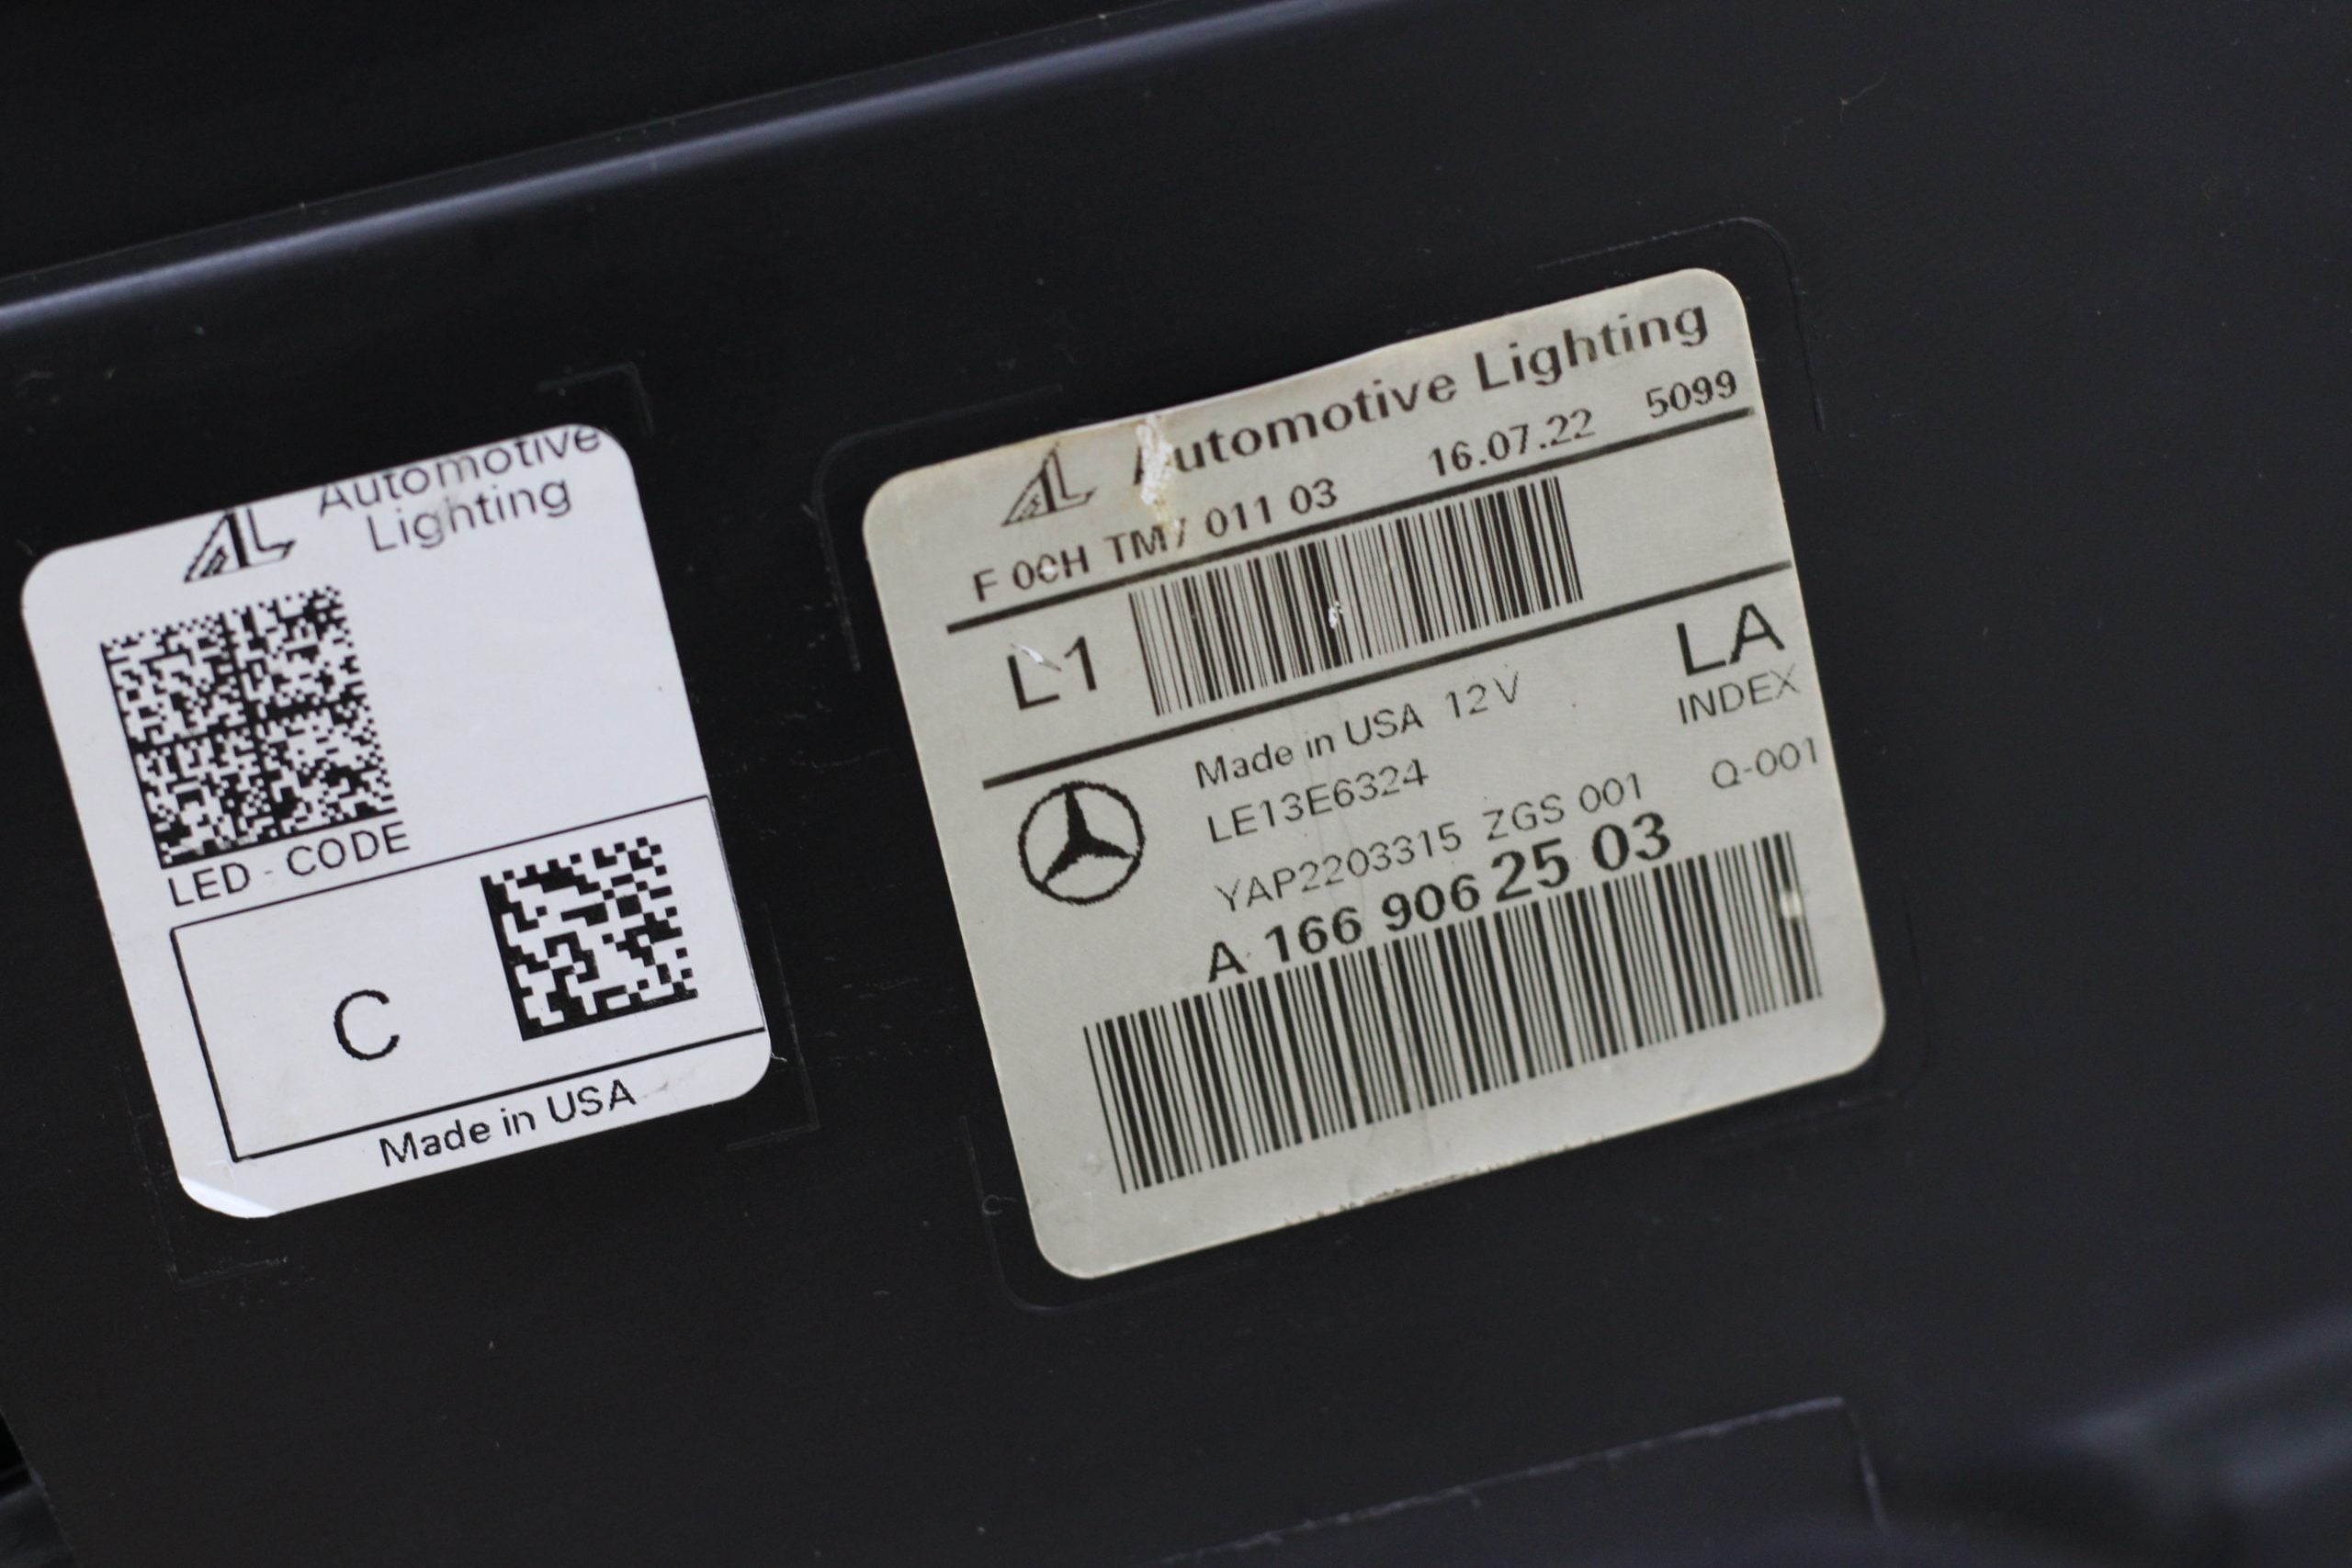 Automotive
Lighting
LED - CODE
C
Made in USA
Automotive Lighting
F 00H TM7 011 03 16.07.22 5099
L1
LA
INDEX
Made in USA 12V
LE13E6324
YAP2203315 ZGS 001 Q-001
A 166 906 25 03